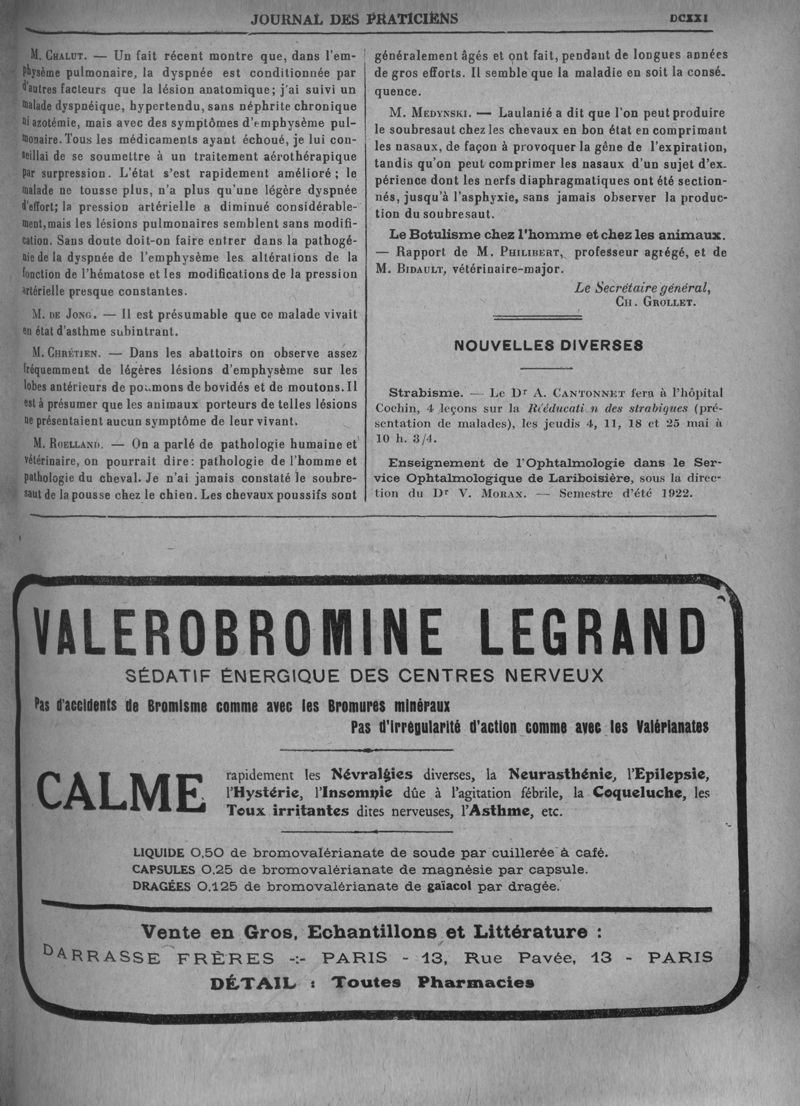 JOURNAL DES PRATICIENS
DCXXI
M. CHALUT. — Un fait récent montre que, dans l'em-
physème pulmonaire, la dyspnée est conditionnée par
d'autres facteurs que la lésion anatomique; j'ai suivi un
malade dyspnéique, hypertendu, sans néphrite chronique
ni azotémie, mais avec des symptômes d'emphysème pul-
monaire. Tous les médicaments ayant échoué, je lui con-
seillai de se soumettre à un traitement aérothérapique
par surpression. L'état s'est rapidement amélioré; le
malade ne tousse plus, n'a plus qu'une légère dyspnée
d'effort; la pression artérielle a diminué considérable-
ment, mais les lésions pulmonaires semblent sans modifi-
cation. Sans doute doit-on faire entrer dans la pathogé-
nie de la dyspnée de l'emphysème les altérations de la
fonction de l'hématose et les modifications de la pression
artérielle presque constantes.
M. DE JONG. — Il est présumable que ce malade vivait
en état d'asthme subintrant.
M. CHRÉTIEN. — Dans les abattoirs on observe assez
fréquemment de légères lésions d'emphysème sur les
lobes antérieurs de poumons de bovidés et de moutons. Il
est à présumer que les animaux porteurs de telles lésions
ne présentaient aucun symptôme de leur vivant.
M. ROELLAND. — On a parlé de pathologie humaine et
vétérinaire, on pourrait dire: pathologie de l'homme et
pathologie du cheval. Je n'ai jamais constaté le soubre-
saut de la pousse chez le chien. Les chevaux poussifs sont
généralement âgés et ont fait, pendant de longues années
de gros efforts. Il semble que la maladie en soit la consé-
quence.
M. MEDYNSKI. — Laulanié a dit que l'on peut produire
le soubresaut chez les chevaux en bon état en comprimant
les nasaux, de façon à provoquer la gêne de l'expiration,
tandis qu'on peut comprimer les nasaux d'un sujet d'ex-
périence dont les nerfs diaphragmatiques ont été section-
nés, jusqu'à l'asphyxie, sans jamais observer la produc-
tion du soubresaut.
Le Botulisme chez l'homme et chez les animaux.
— Rapport de M. PHILIBERT, professeur agrégé, et de
M. BIDAULT, vétérinaire-major.
Le Secrétaire général,
CH. GROLLET.
NOUVELLES DIVERSES
Strabisme. — Le Dr A. CANTONNET fera à l'hôpital
Cochin, 4 leçons sur la Rééducation des strabiques (pré-
sentation de malades), les jeudis 4, 11, 18 et 25 mai à
10 h. 3/4.
Enseignement de l'Ophtalmologie dans le Ser-
vice Ophtalmologique de Lariboisière, sous la direc-
tion du Dr V. MORAX. — Semestre d'été 1922.
VALEROBROMINE LEGRAND
SÉDATIF ÉNERGIQUE DES CENTRES NERVEUX
Pas d'accidents de Bromisme comme avec les Bromures minéraux
Pas d'irrégularité d'action comme avec les Valérianates
CALME
rapidement les Névralgies diverses, la Neurasthénie, l'Epilepsie,
l'Hystérie, l'Insomnie dûe à l'agitation fébrile, la Coqueluche, les
Toux irritantes dites nerveuses, l'Asthme, etc.
LIQUIDE 0,50 de bromovalérianate de soude par cuillerée à café.
CAPSULES 0.25 de bromovalérianate de magnésie par capsule.
DRAGÉES 0.125 de bromovalérianate de gaïacol par dragée.
Vente en Gros, Echantillons et Littérature :
DARRASSE FRÈRES -:- PARIS - 13, Rue Pavée, 13 - PARIS
DÉTAIL : Toutes Pharmacies